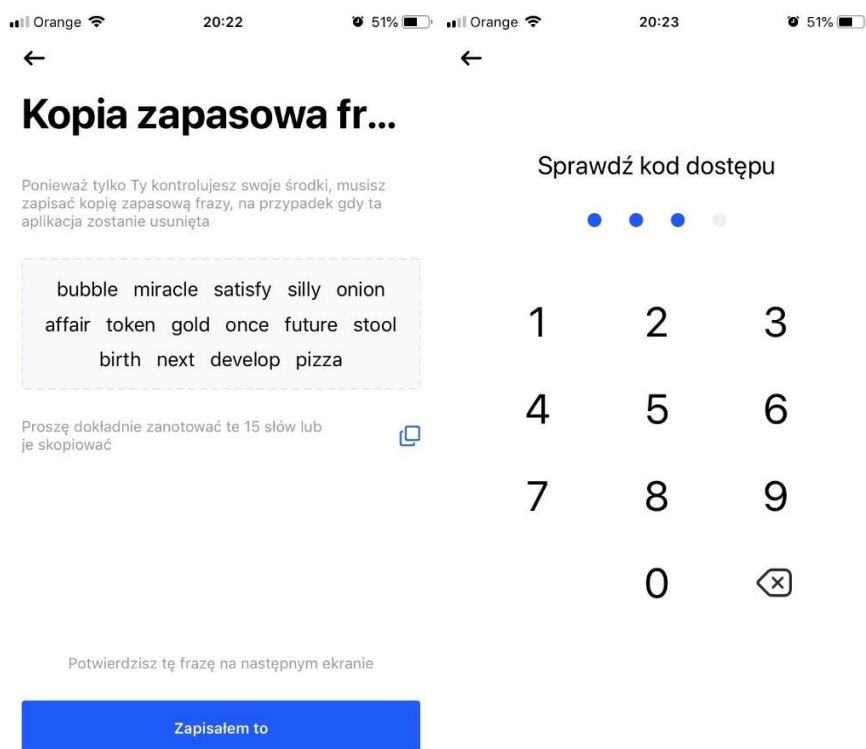 Orange 20:22 51%
Kopia zapasowa fr...
Ponieważ tylko Ty kontrolujesz swoje środki, musisz
zapisać kopię zapasową frazy, na przypadek gdy ta
aplikacja zostanie usunięta
bubble miracle satisfy silly onion
affair token gold once future stool
birth next develop pizza
Proszę dokładnie zanotować te 15 słów lub
je skopiować
Potwierdzisz tę frazę na następnym ekranie
Zapisałem to
Orange 20:23 51%
Sprawdź kod dostępu
1 2 3
4 5 6
7 8 9
0